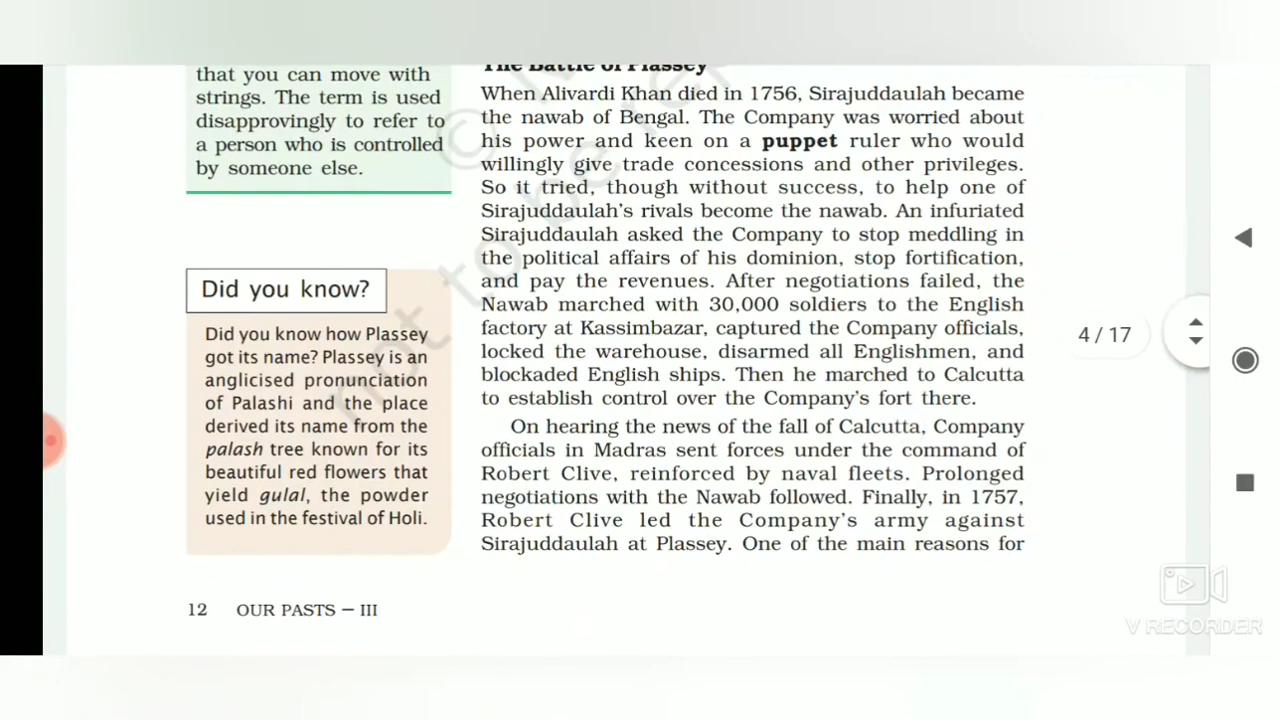 that you can move with
strings. The term is used
disapprovingly to refer to
a person who is controlled
by someone else.
Did you know?
Did you know how Plassey
got its name? Plassey is an
anglicised pronunciation
of Palashi and the place
derived its name from the
palash tree known for its
beautiful red flowers that
yield gulal, the powder
used in the festival of Holi.
The Battle of Plassey
When Alivardi Khan died in 1756, Sirajuddaulah became
the nawab of Bengal. The Company was worried about
his power and keen on a puppet ruler who would
willingly give trade concessions and other privileges.
So it tried, though without success, to help one of
Sirajuddaulah's rivals become the nawab. An infuriated
Sirajuddaulah asked the Company to stop meddling in
the political affairs of his dominion, stop fortification,
and pay the revenues. After negotiations failed, the
Nawab marched with 30,000 soldiers to the English
factory at Kassimbazar, captured the Company officials,
locked the warehouse, disarmed all Englishmen, and
blockaded English ships. Then he marched to Calcutta
to establish control over the Company's fort there.
On hearing the news of the fall of Calcutta, Company
officials in Madras sent forces under the command of
Robert Clive, reinforced by naval fleets. Prolonged
negotiations with the Nawab followed. Finally, in 1757,
Robert Clive led the Company's army against
Sirajuddaulah at Plassey. One of the main reasons for
12 OUR PASTS – III
4 / 17
V RECORDER
© N
not to be re